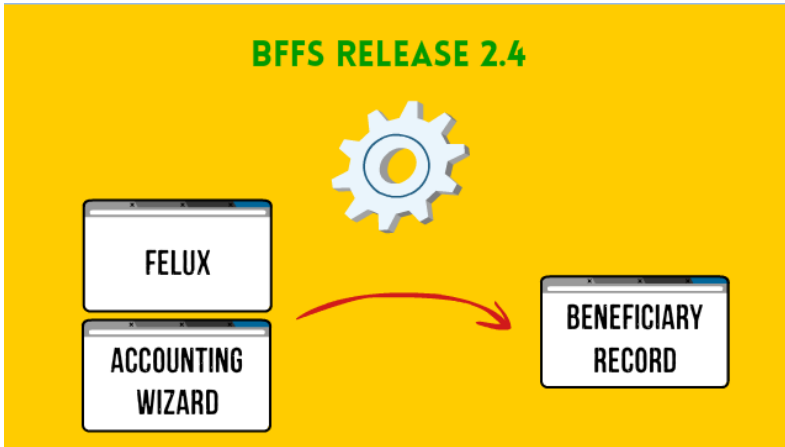 BFFS RELEASE 2.4
FELUX
ACCOUNTING
WIZARD
BENEFICIARY
RECORD